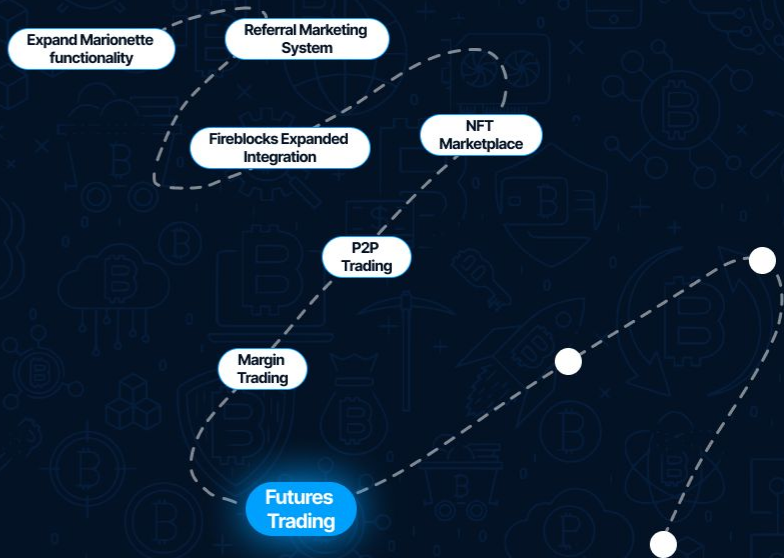 Expand Marionette
functionality
Referral Marketing
System
Fireblocks Expanded
Integration
NFT
Marketplace
P2P
Trading
Margin
Trading
Futures
Trading